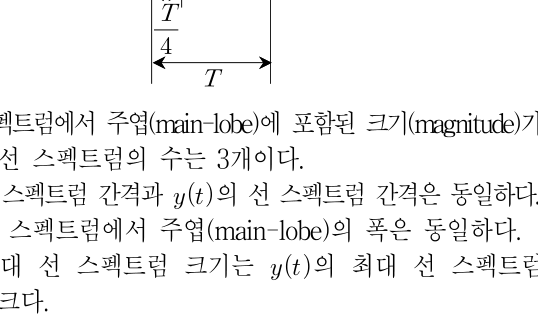 T
4
T
스펙트럼에서 주엽(main-lobe)에 포함된 크기(magnitude)가
선 스펙트럼의 수는 3개이다.
스펙트럼 간격과 y(t)의 선 스펙트럼 간격은 동일하다.
스펙트럼에서 주엽(main-lobe)의 폭은 동일하다.
대 선 스펙트럼 크기는 y(t)의 최대 선 스펙트럼
크다.